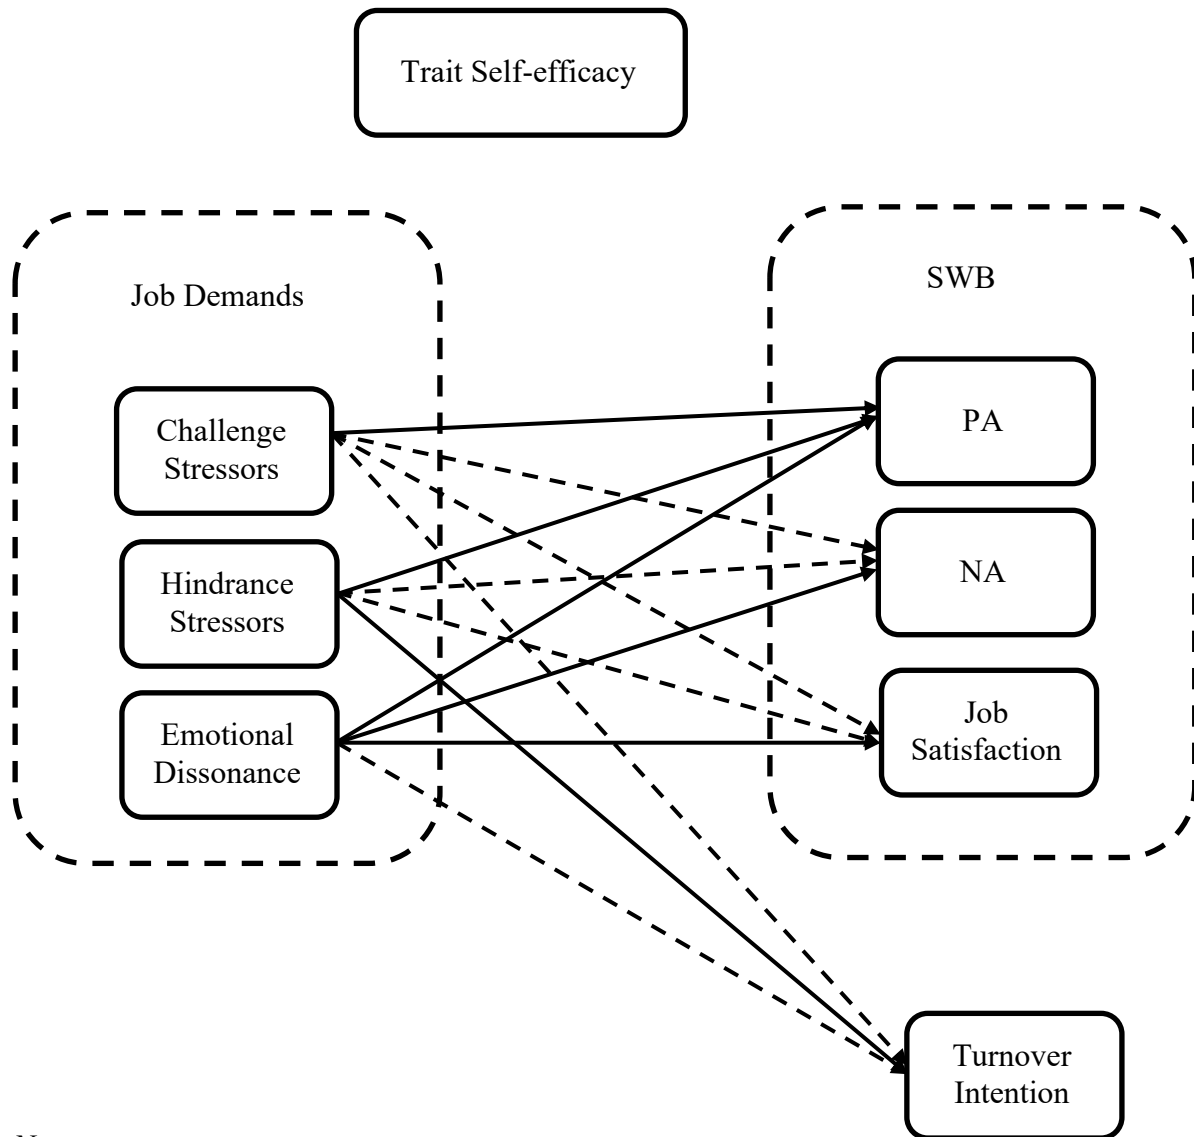 Trait Self-efficacy
Job Demands
SWB
Challenge
Stressors
PA
Hindrance
Stressors
NA
Emotional
Dissonance
Job
Satisfaction
Turnover
Intention